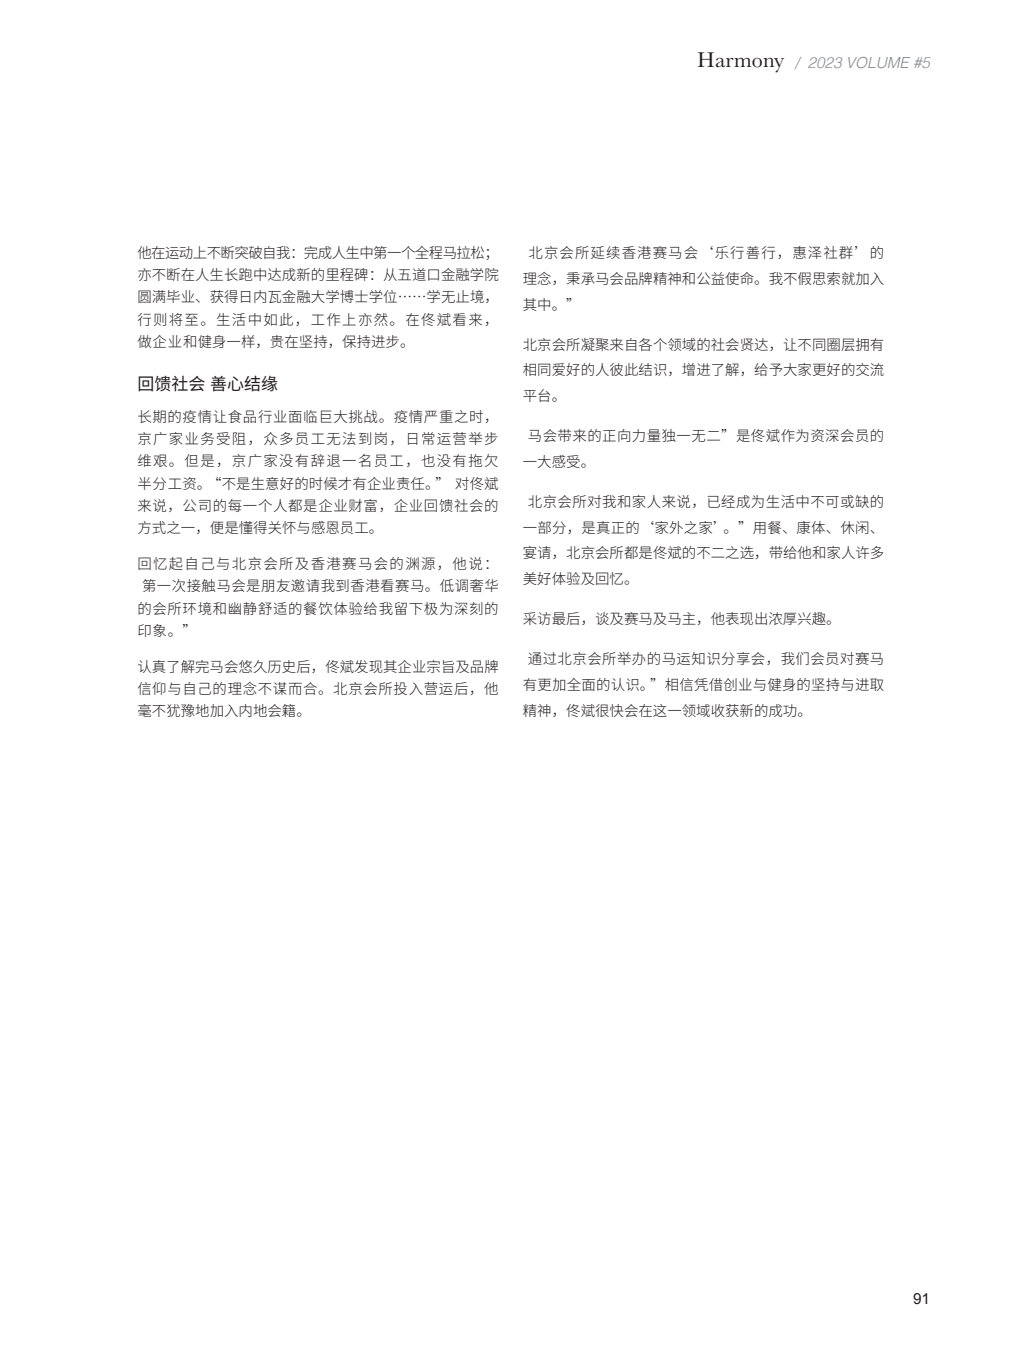 Harmony / 2023 VOLUME #5
他在运动上不断突破自我：完成人生中第一个全程马拉松；
亦不断在人生长跑中达成新的里程碑：从五道口金融学院
圆满毕业、获得日内瓦金融大学博士学位……学无止境，
行则将至。生活中如此，工作上亦然。在佟斌看来，
做企业和健身一样，贵在坚持，保持进步。
回馈社会 善心结缘
长期的疫情让食品行业面临巨大挑战。疫情严重之时，
京广家业务受阻，众多员工无法到岗，日常运营举步
维艰。但是，京广家没有辞退一名员工，也没有拖欠
半分工资。“不是生意好的时候才有企业责任。” 对佟斌
来说，公司的每一个人都是企业财富，企业回馈社会的
方式之一，便是懂得关怀与感恩员工。
回忆起自己与北京会所及香港赛马会的渊源，他说：
第一次接触马会是朋友邀请我到香港看赛马。低调奢华
的会所环境和幽静舒适的餐饮体验给我留下极为深刻的
印象。”
认真了解完马会悠久历史后，佟斌发现其企业宗旨及品牌
信仰与自己的理念不谋而合。北京会所投入营运后，他
毫不犹豫地加入内地会籍。
北京会所延续香港赛马会‘乐行善行，惠泽社群’的
理念，秉承马会品牌精神和公益使命。我不假思索就加入
其中。”
北京会所凝聚来自各个领域的社会贤达，让不同圈层拥有
相同爱好的人彼此结识，增进了解，给予大家更好的交流
平台。
马会带来的正向力量独一无二”是佟斌作为资深会员的
一大感受。
北京会所对我和家人来说，已经成为生活中不可或缺的
一部分，是真正的‘家外之家’。”用餐、康体、休闲、
宴请，北京会所都是佟斌的不二之选，带给他和家人许多
美好体验及回忆。
采访最后，谈及赛马及马主，他表现出浓厚兴趣。
通过北京会所举办的马运知识分享会，我们会员对赛马
有更加全面的认识。”相信凭借创业与健身的坚持与进取
精神，佟斌很快会在这一领域收获新的成功。
91